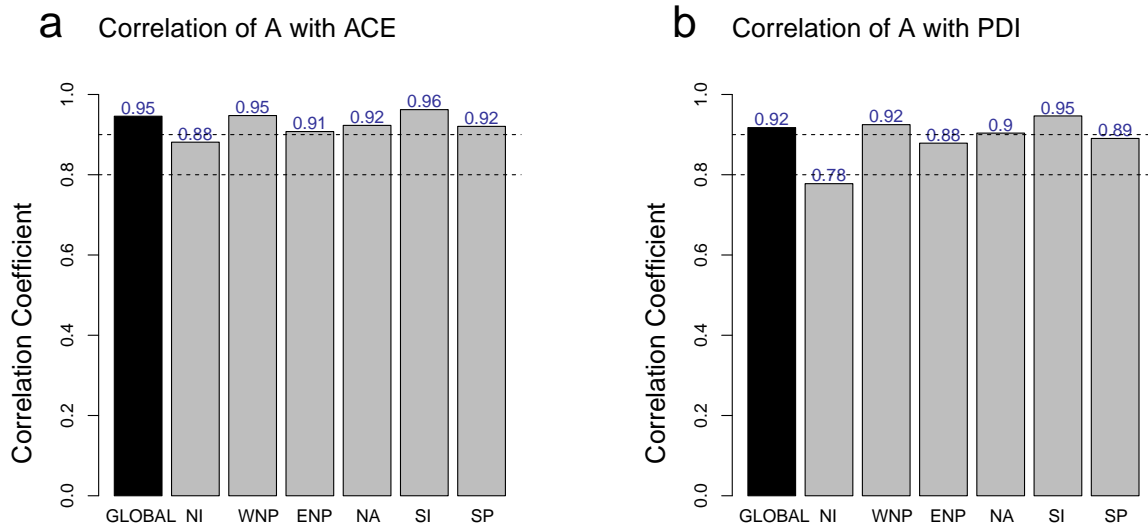 a Correlation of A with ACE
Correlation Coefficient
1.0
0.8
0.6
0.4
0.2
0.0
0.95 0.88 0.95 0.91 0.92 0.96 0.92
GLOBAL NI WNP ENP NA SI SP
b Correlation of A with PDI
Correlation Coefficient
1.0
0.8
0.6
0.4
0.2
0.0
0.92 0.78 0.92 0.88 0.9 0.95 0.89
GLOBAL NI WNP ENP NA SI SP